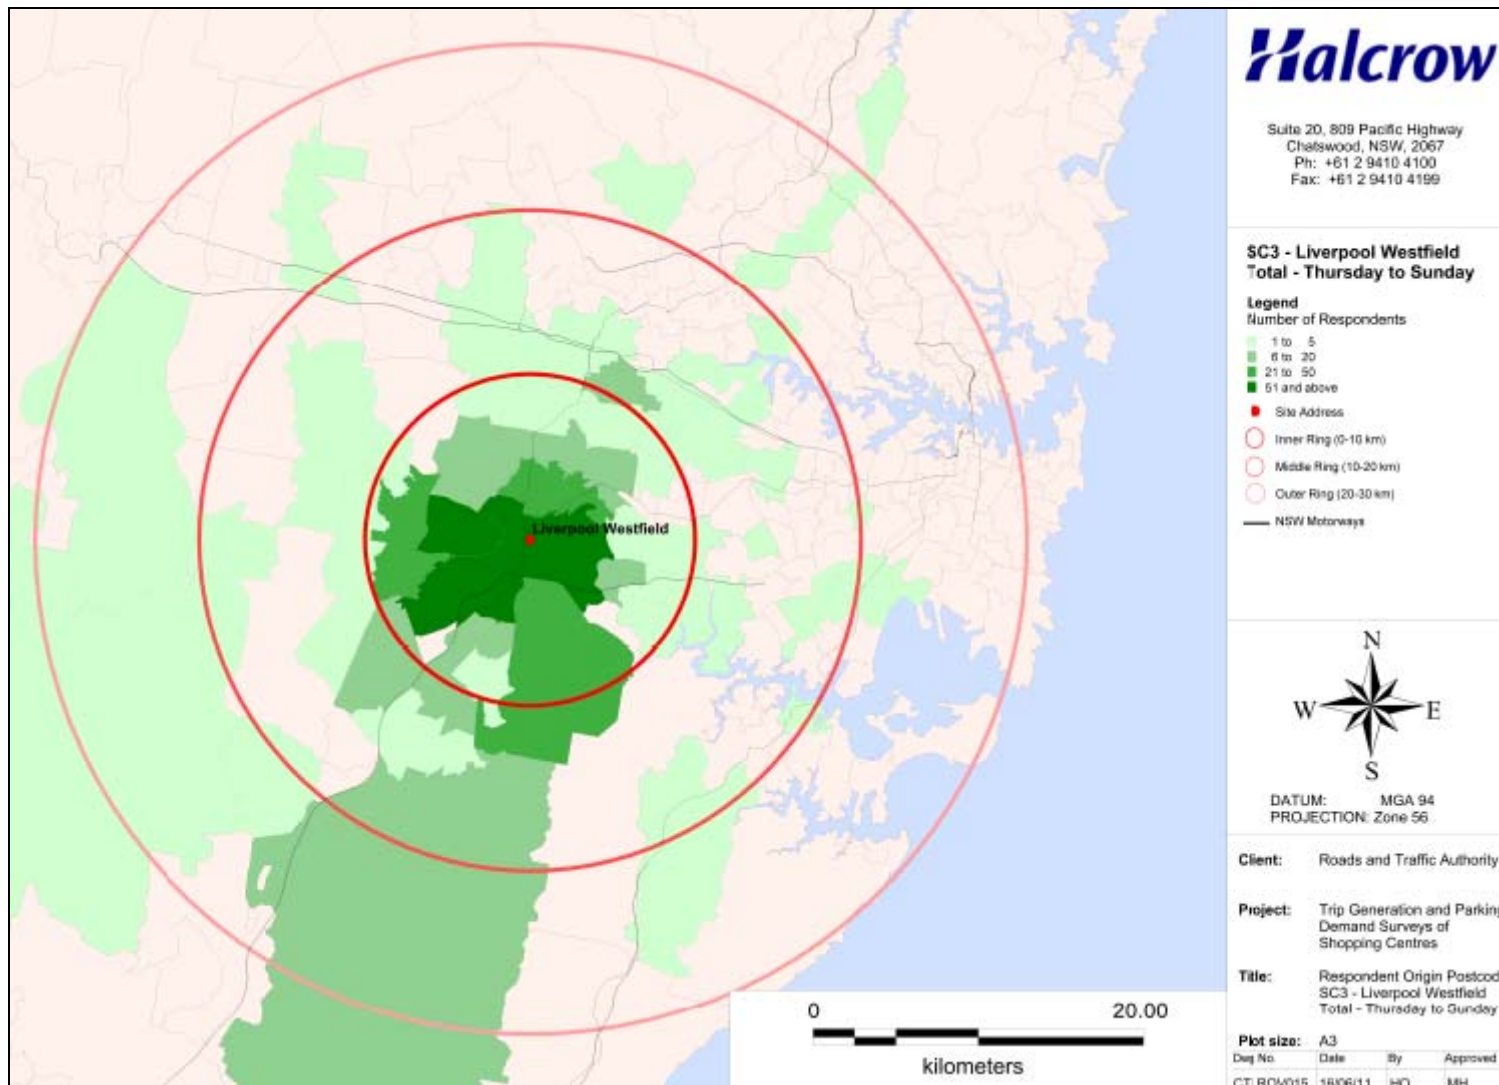 Halcrow
Suite 20, 809 Pacific Highway
Chatswood, NSW, 2067
Ph: +61 2 9410 4100
Fax: +61 2 9410 4199
SC3 - Liverpool Westfield
Total - Thursday to Sunday
Legend
Number of Respondents
1 to 5
6 to 20
21 to 50
51 and above
Site Address
Inner Ring (0-10 km)
Middle Ring (10-20 km)
Outer Ring (20-30 km)
NSW Motorways
Liverpool Westfield
N
W E
S
DATUM: MGA 94
PROJECTION: Zone 56
Client: Roads and Traffic Authority
Project: Trip Generation and Parking
Demand Surveys of
Shopping Centres
Title: Respondent Origin Postcod
SC3 - Liverpool Westfield
Total - Thursday to Sunday
Plot size: A3
Dwg No. Date By Approved
0 20.00
kilometers